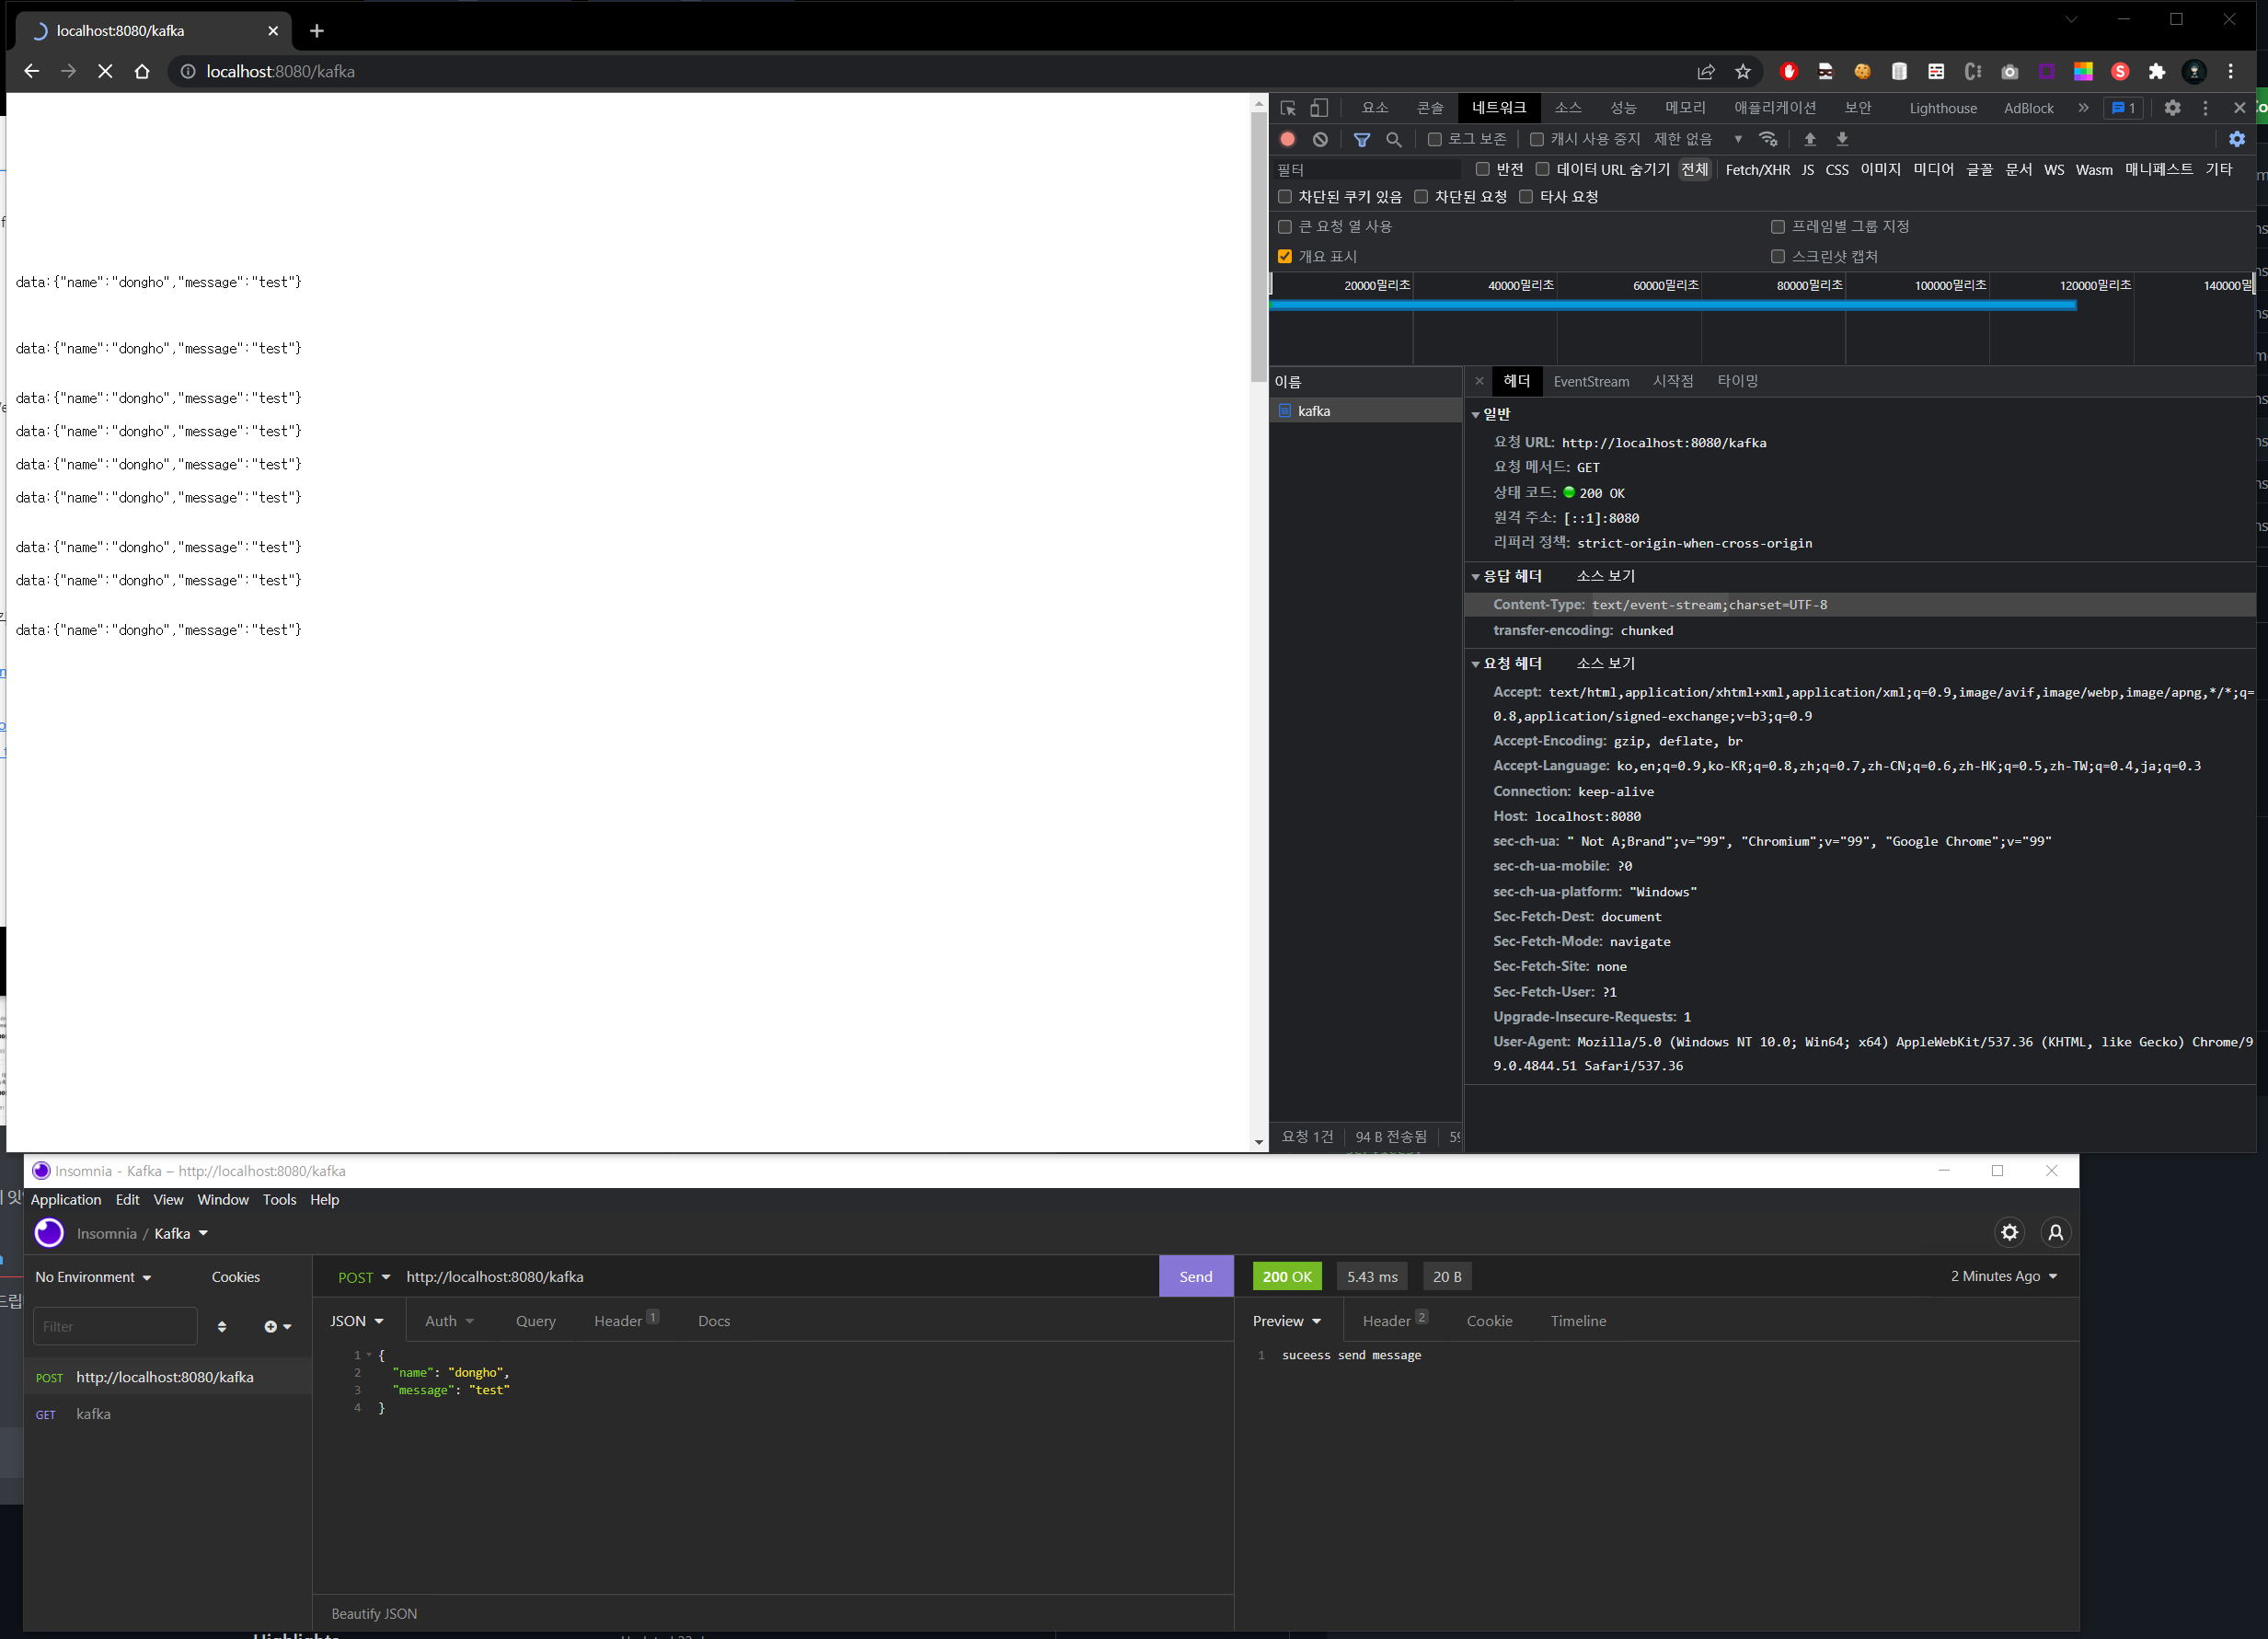 localhost:8080/kafka
localhost:8080/kafka
data:{"name":"dongho","message":"test"}
data:{"name":"dongho","message":"test"}
data:{"name":"dongho","message":"test"}
data:{"name":"dongho","message":"test"}
data:{"name":"dongho","message":"test"}
data:{"name":"dongho","message":"test"}
data:{"name":"dongho","message":"test"}
data:{"name":"dongho","message":"test"}
data:{"name":"dongho","message":"test"}
요소 콘솔 네트워크 소스 성능 메모리 애플리케이션 보안 Lighthouse AdBlock 1
로그 보존 캐시 사용 중지 제한 없음
필터 반전 데이터 URL 숨기기 전체 Fetch/XHR JS CSS 이미지 미디어 글꼴 문서 WS Wasm 매니페스트 기타
차단된 쿠키 있음 차단된 요청 타사 요청
큰 요청 열 사용 프레임별 그룹 지정
개요 표시 스크린샷 캡처
20000밀리초 40000밀리초 60000밀리초 80000밀리초 100000밀리초 120000밀리초 140000밀
이름
kafka
요청 1건 94 B 전송됨
헤더 EventStream 시작점 타이밍
일반
요청 URL: http://localhost:8080/kafka
요청 메서드: GET
상태 코드: 200 OK
원격 주소: [::1]:8080
리퍼러 정책: strict-origin-when-cross-origin
응답 헤더 소스 보기
Content-Type: text/event-stream;charset=UTF-8
transfer-encoding: chunked
요청 헤더 소스 보기
Accept: text/html,application/xhtml+xml,application/xml;q=0.9,image/avif,image/webp,image/apng,*/*;q=
0.8,application/signed-exchange;v=b3;q=0.9
Accept-Encoding: gzip, deflate, br
Accept-Language: ko,en;q=0.9,ko-KR;q=0.8,zh;q=0.7,zh-CN;q=0.6,zh-HK;q=0.5,zh-TW;q=0.4,ja;q=0.3
Connection: keep-alive
Host: localhost:8080
sec-ch-ua: " Not A;Brand";v="99", "Chromium";v="99", "Google Chrome";v="99"
sec-ch-ua-mobile: ?0
sec-ch-ua-platform: "Windows"
Sec-Fetch-Dest: document
Sec-Fetch-Mode: navigate
Sec-Fetch-Site: none
Sec-Fetch-User: ?1
Upgrade-Insecure-Requests: 1
User-Agent: Mozilla/5.0 (Windows NT 10.0; Win64; x64) AppleWebKit/537.36 (KHTML, like Gecko) Chrome/9
9.0.4844.51 Safari/537.36
Insomnia - Kafka – http://localhost:8080/kafka
Application Edit View Window Tools Help
Insomnia / Kafka
No Environment Cookies
Filter
POST http://localhost:8080/kafka
GET kafka
POST http://localhost:8080/kafka Send
JSON Auth Query Header 1 Docs
1 {
2 "name": "dongho",
3 "message": "test"
4 }
Beautify JSON
200 OK 5.43 ms 20 B 2 Minutes Ago
Preview Header 2 Cookie Timeline
1 suceess send message